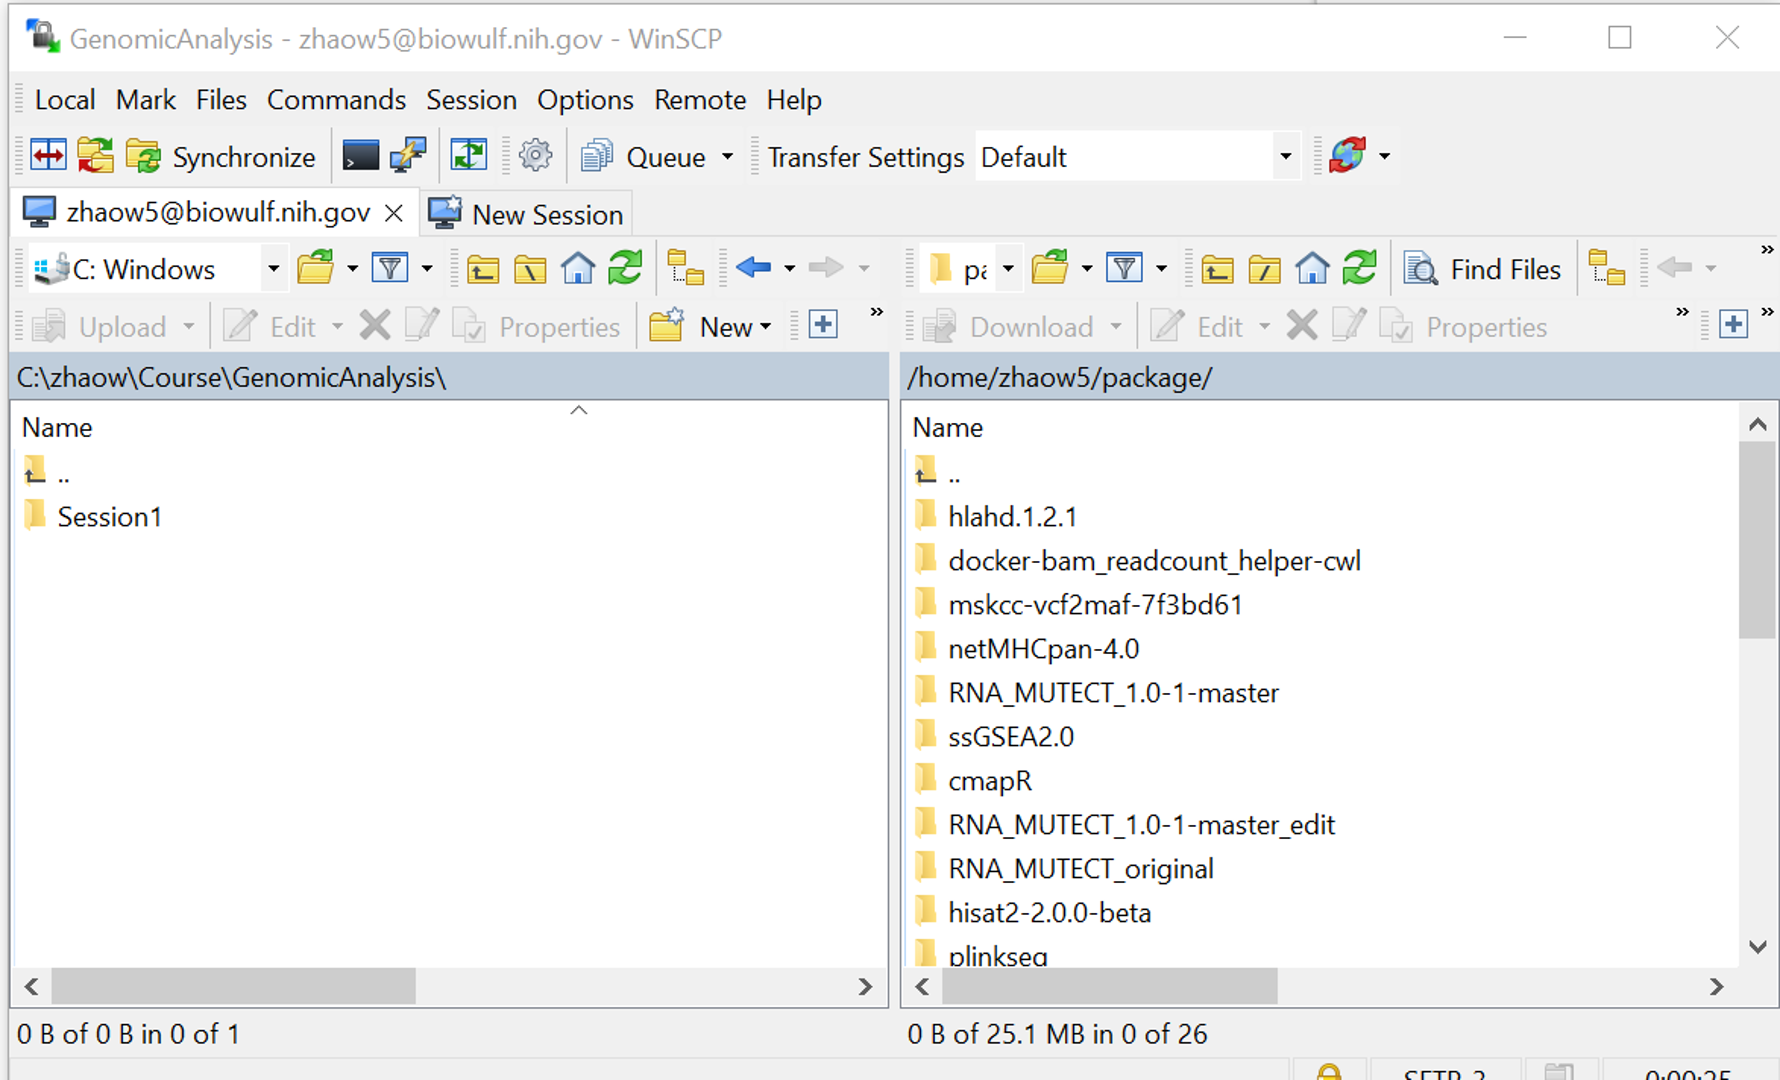 GenomicAnalysis - zhaow5@biowulf.nih.gov - WinSCP
Local Mark Files Commands Session Options Remote Help
Synchronize Queue Transfer Settings Default
zhaow5@biowulf.nih.gov New Session
C: Windows Find Files
Upload Edit Properties New Download Edit Properties
C:\zhaow\Course\GenomicAnalysis\
Name
..
Session1
0 B of 0 B in 0 of 1
/home/zhaow5/package/
Name
..
hlahd.1.2.1
docker-bam_readcount_helper-cwl
mskcc-vcf2maf-7f3bd61
netMHCpan-4.0
RNA_MUTECT_1.0-1-master
ssGSEA2.0
cmapR
RNA_MUTECT_1.0-1-master_edit
RNA_MUTECT_original
hisat2-2.0.0-beta
plinkseq
0 B of 25.1 MB in 0 of 26
SFTP-3 0:00:25